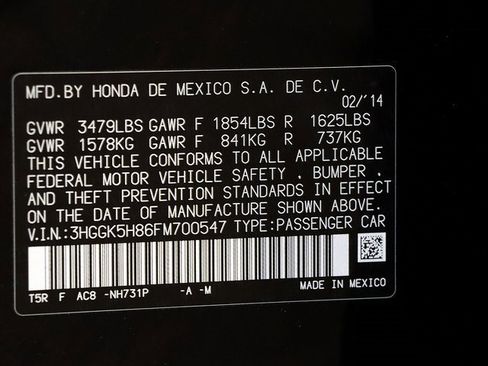 MFD.BY HONDA DE MEXICO S.A. DE C.V.
02/'14
GVWR 3479LBS GAWR F 1854LBS R 1625LBS
GVWR 1578KG GAWR F 841KG R 737KG
THIS VEHICLE CONFORMS TO ALL APPLICABLE
FEDERAL MOTOR VEHICLE SAFETY , BUMPER ,
AND THEFT PREVENTION STANDARDS IN EFFECT
ON THE DATE OF MANUFACTURE SHOWN ABOVE.
V.I.N.:3HGGK5H86FM700547 TYPE:PASSENGER CAR
T5R F AC8 -NH731P -A -M MADE IN MEXICO